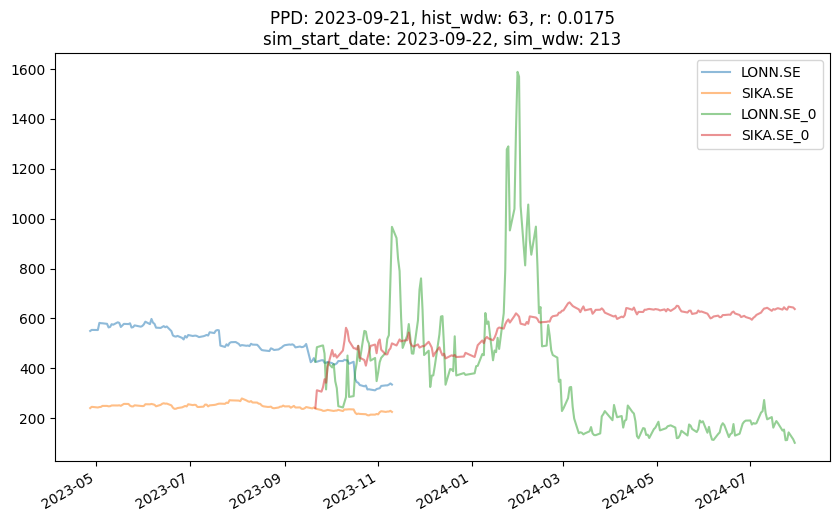 PPD: 2023-09-21, hist_wdw: 63, r: 0.0175
sim_start_date: 2023-09-22, sim_wdw: 213
1600
1400
1200
1000
800
600
400
200
LONN.SE
SIKA.SE
LONN.SE_0
SIKA.SE_0
2023-05
2023-07
2023-09
2023-11
2024-01
2024-03
2024-05
2024-07